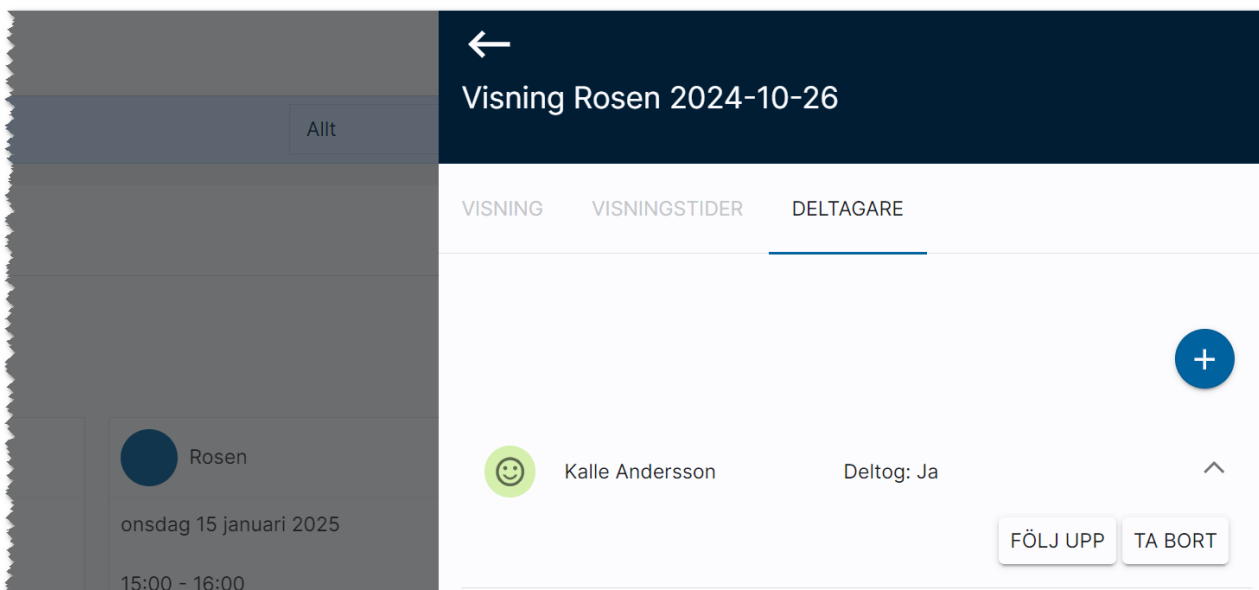 Allt
Rosen
onsdag 15 januari 2025
15:00 - 16:00
Visning Rosen 2024-10-26
VISNING VISNINGSTIDER DELTAGARE
Kalle Andersson Deltog: Ja
FÖLJ UPP TA BORT